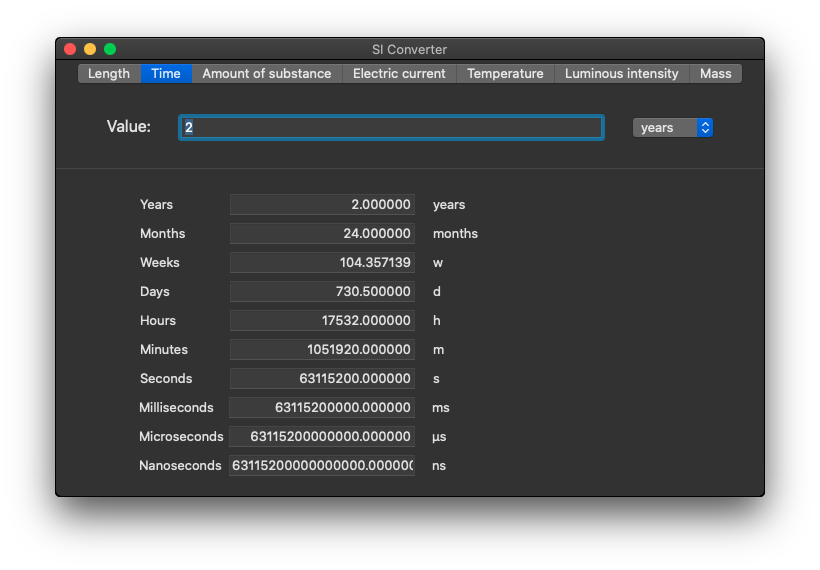 SI Converter
Length Time Amount of substance Electric current Temperature Luminous intensity Mass
Value: 2 years
Years 2.000000 years
Months 24.000000 months
Weeks 104.357139 w
Days 730.500000 d
Hours 17532.000000 h
Minutes 1051920.000000 m
Seconds 63115200.000000 s
Milliseconds 63115200000.000000 ms
Microseconds 63115200000000.000000 µs
Nanoseconds 63115200000000000.000000 ns